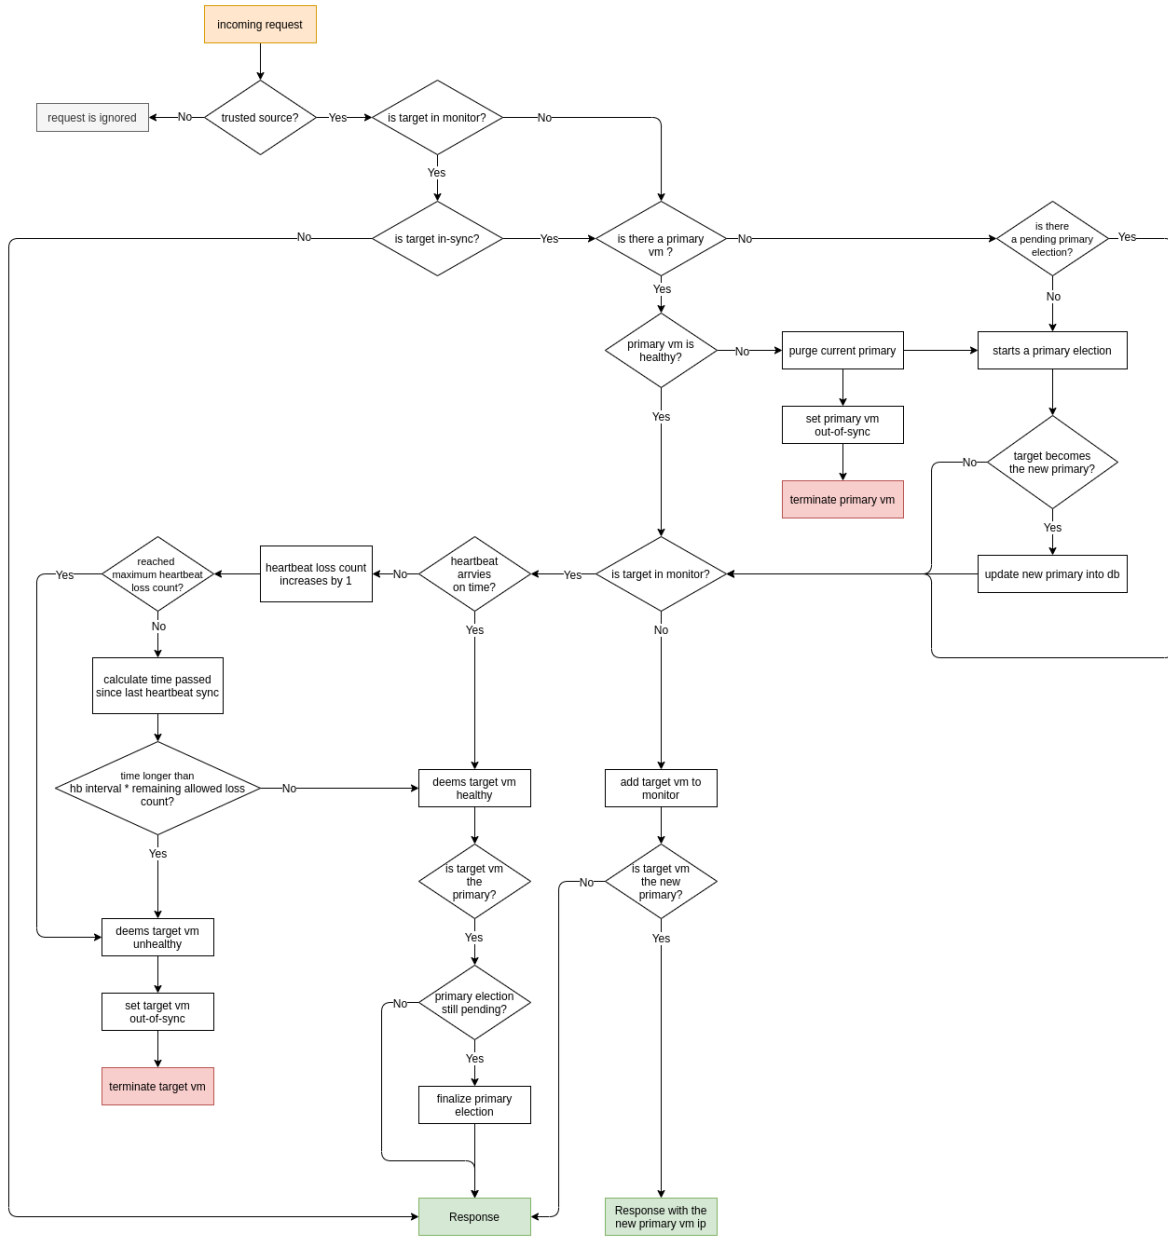 incoming request
request is ignored
No
trusted source?
Yes
is target in monitor?
No
Yes
No
is target in-sync?
Yes
is there a primary
vm ?
No
is there
a pending primary
election?
Yes
Yes
No
primary vm is
healthy?
No
purge current primary
starts a primary election
Yes
set primary vm
out-of-sync
target becomes
the new primary?
No
terminate primary vm
Yes
reached
maximum heartbeat
loss count?
Yes
heartbeat loss count
increases by 1
No
heartbeat
arrvies
on time?
Yes
is target in monitor?
update new primary into db
No
Yes
No
calculate time passed
since last heartbeat sync
time longer than
hb interval * remaining allowed loss
count?
No
deems target vm
healthy
add target vm to
monitor
Yes
is target vm
the
primary?
No
is target vm
the new
primary?
deems target vm
unhealthy
Yes
Yes
set target vm
out-of-sync
No
primary election
still pending?
Yes
terminate target vm
finalize primary
election
Response
Response with the
new primary vm ip